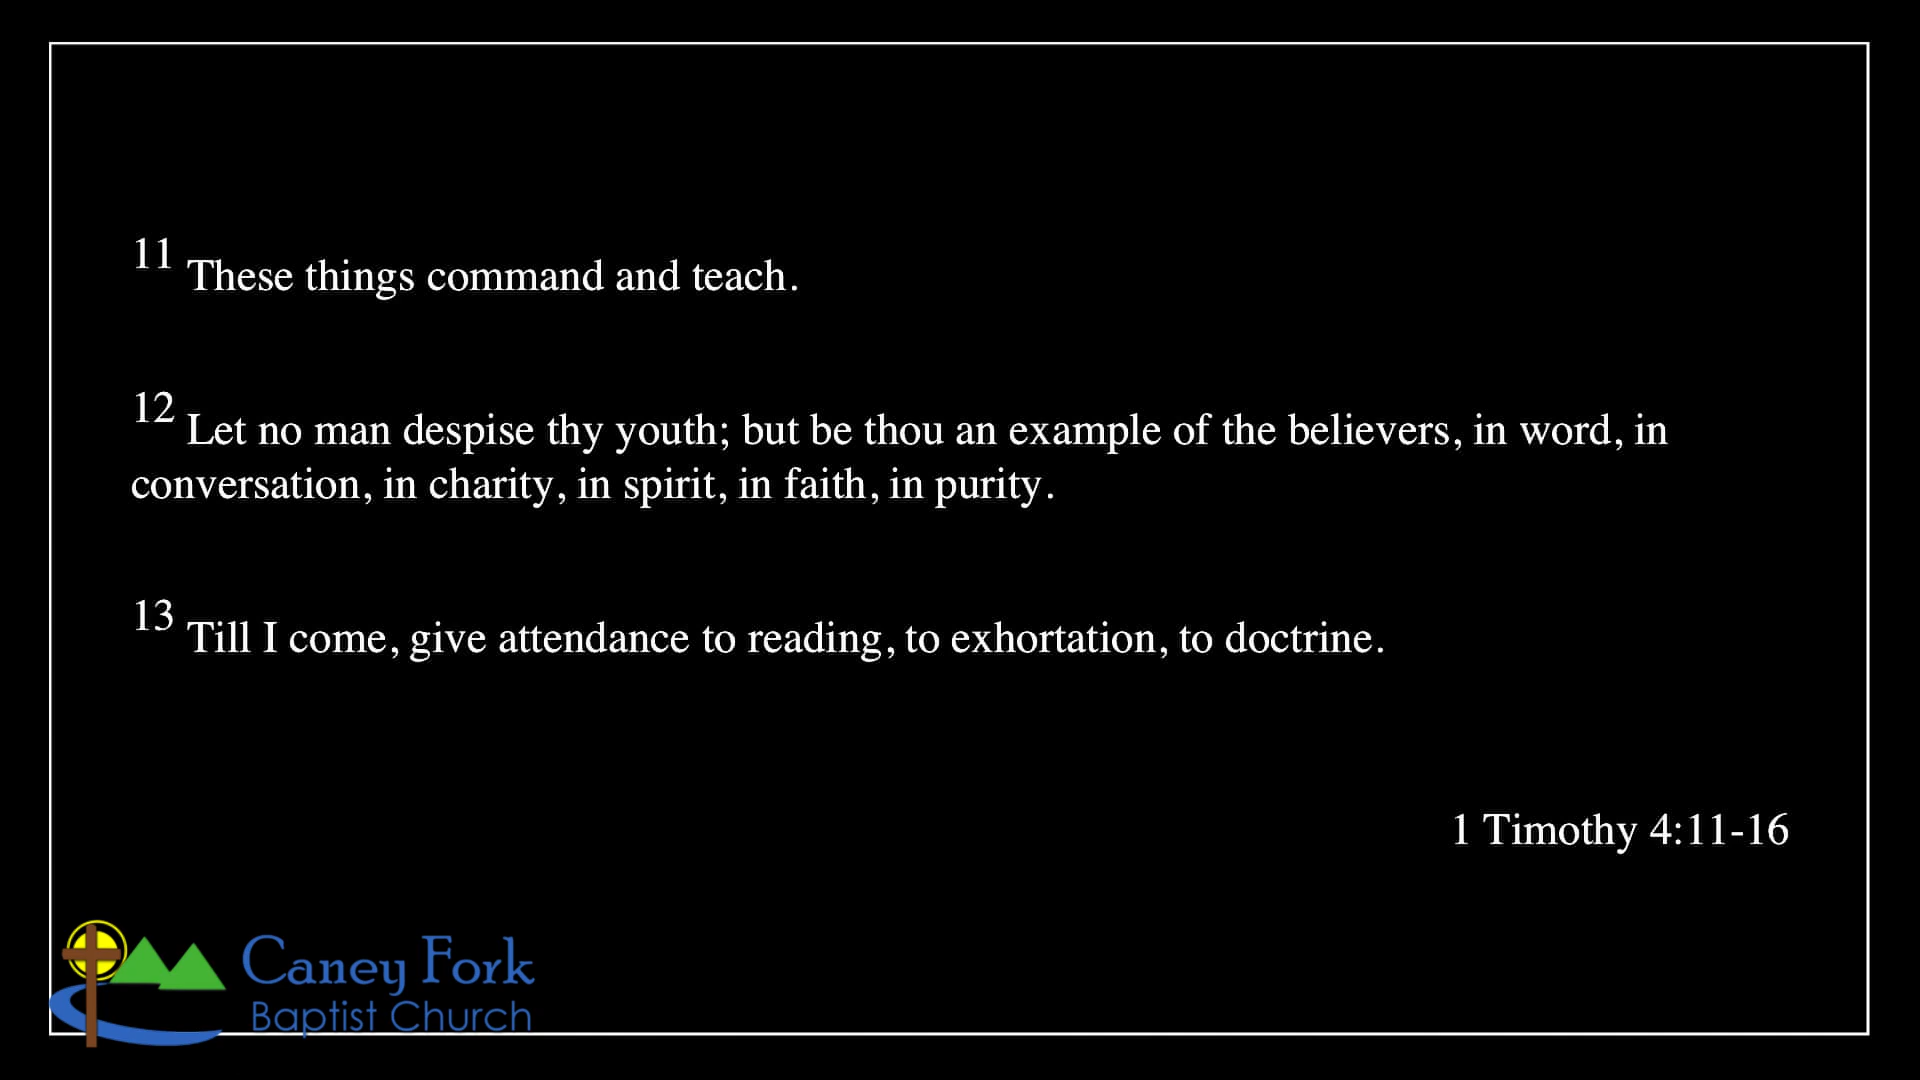 11 These things command and teach.
12 Let no man despise thy youth; but be thou an example of the believers, in word, in
conversation, in charity, in spirit, in faith, in purity.
13 Till I come, give attendance to reading, to exhortation, to doctrine.
1 Timothy 4:11-16
Caney Fork
Baptist Church